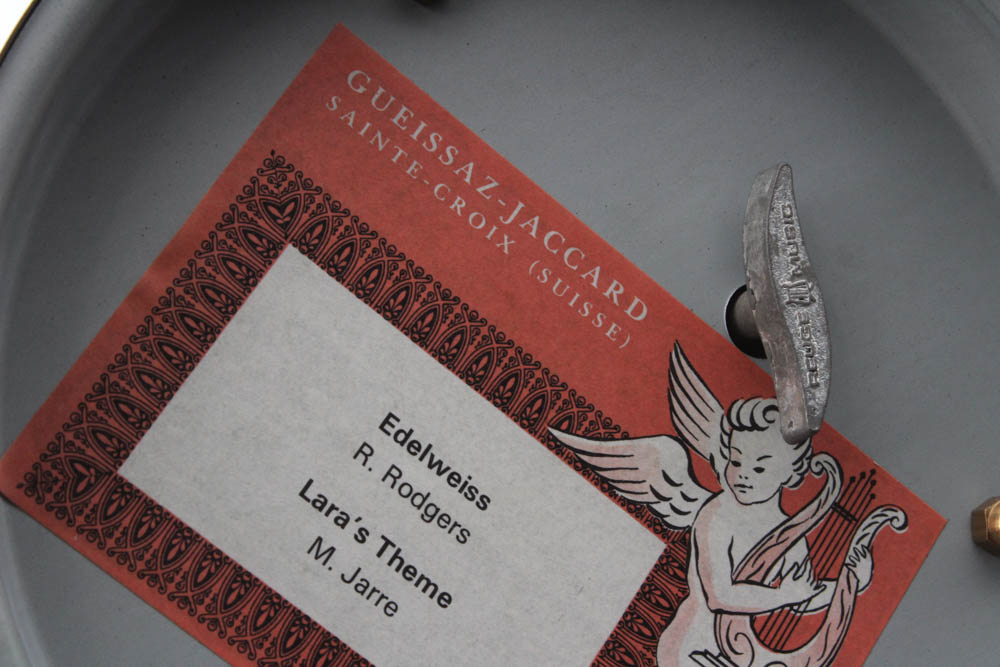 GUEISSAZ-JACCARD
SAINTE-CROIX (SUISSE)
REUGE MUSIC
Edelweiss
R. Rodgers
Lara's Theme
M. Jarre